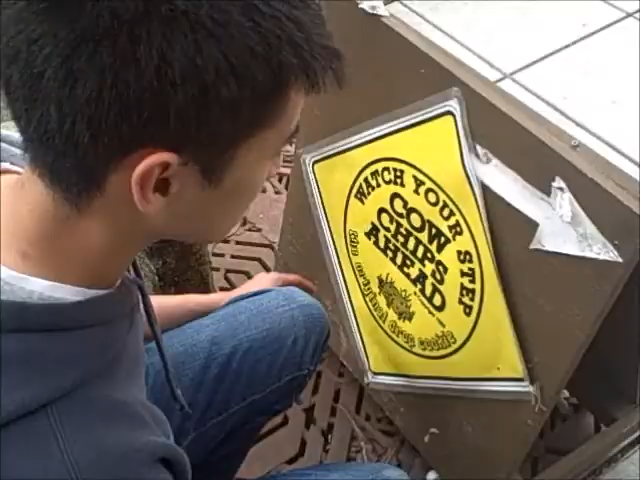 WATCH YOUR STEP
COW
CHIPS
AHEAD
the original drop cookie